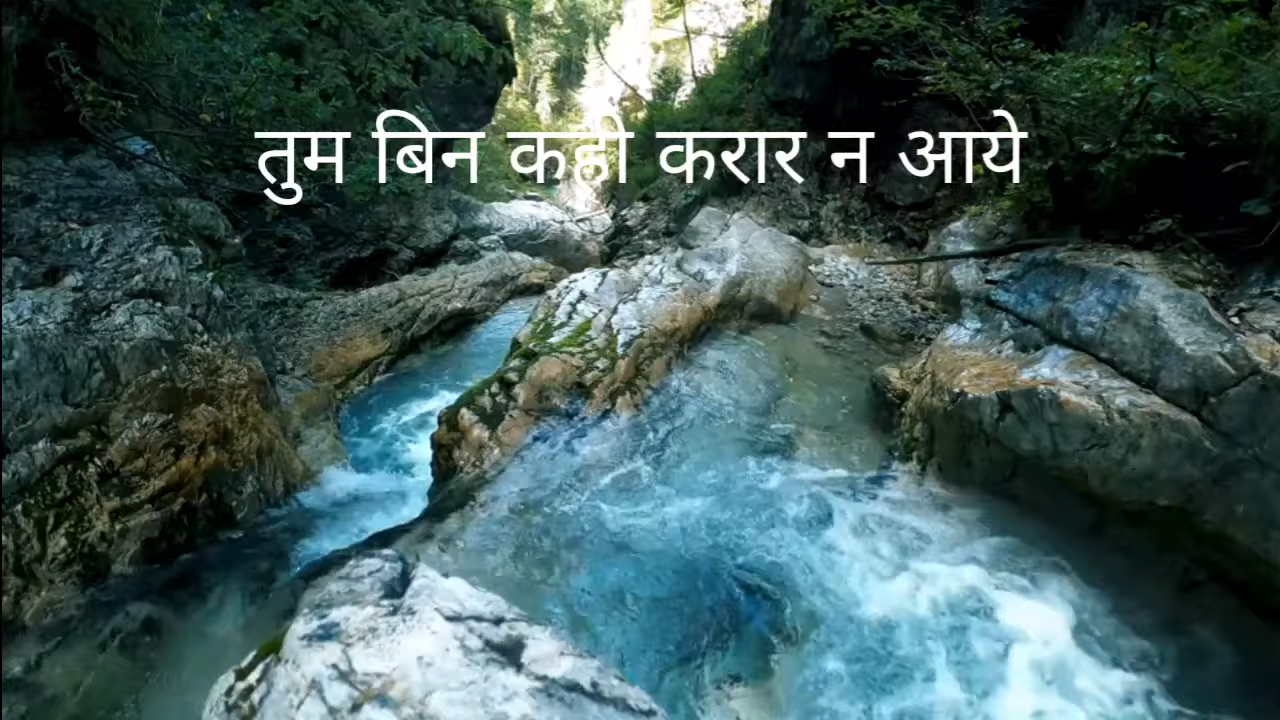 तुम बिन कही करार न आये